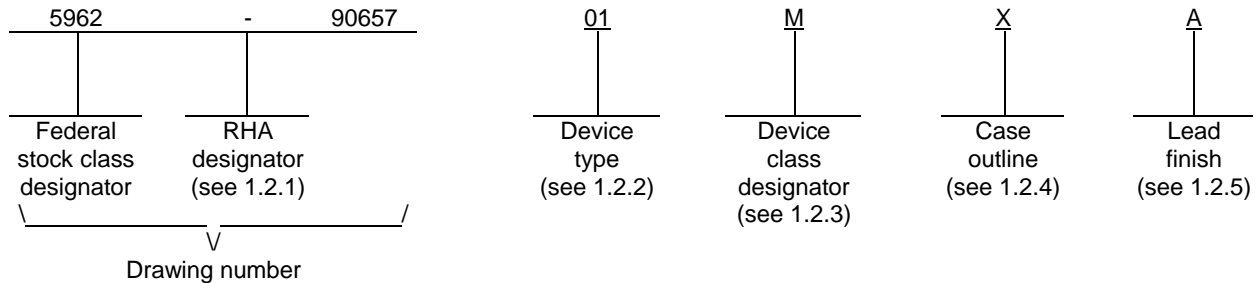 5962 - 90657 01 M X A
Federal RHA Device Device Case Lead
stock class designator type class outline finish
designator (see 1.2.1) (see 1.2.2) designator (see 1.2.4) (see 1.2.5)
(see 1.2.3)
\ /
\/
Drawing number